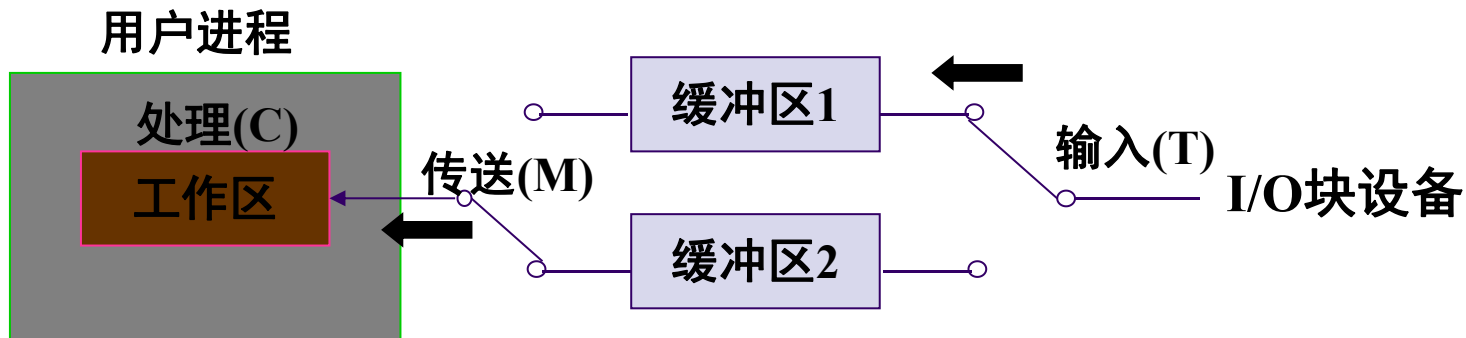 用户进程
处理(C)
工作区
传送(M)
缓冲区1
缓冲区2
输入(T)
I/O块设备